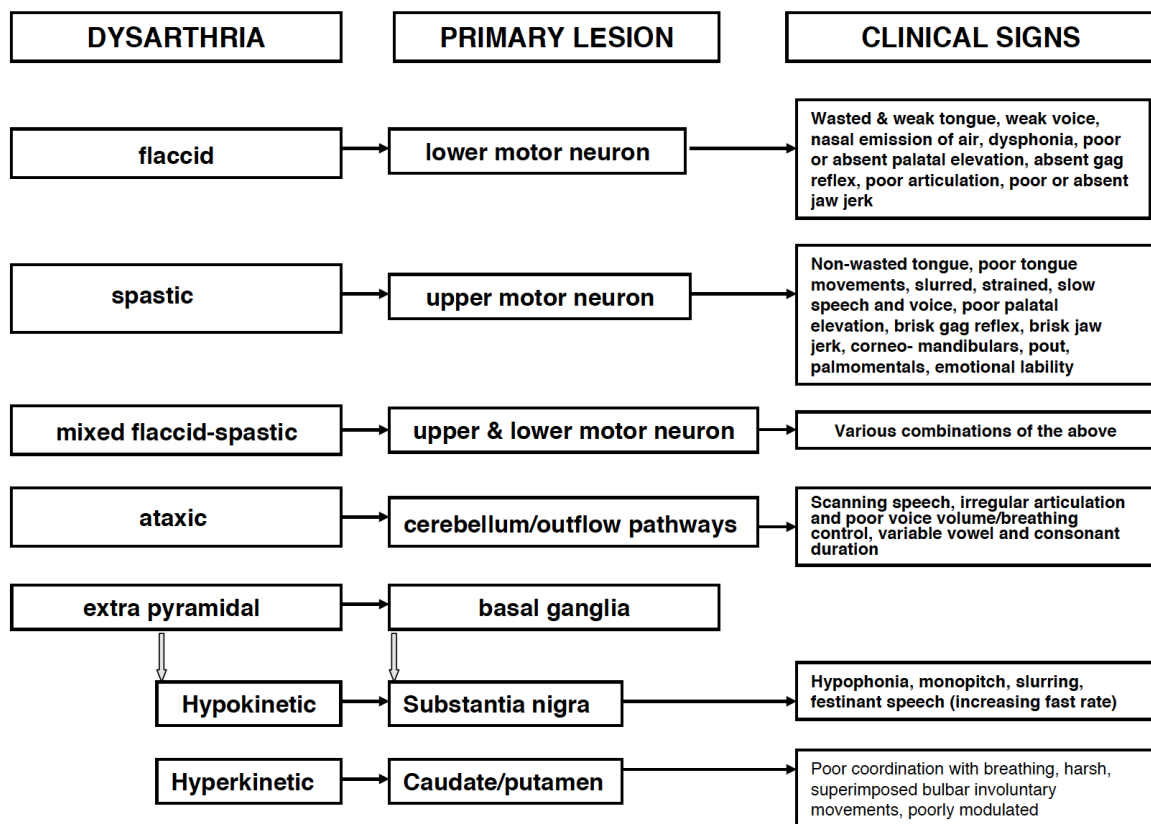 DYSARTHRIA
PRIMARY LESION
CLINICAL SIGNS
flaccid
lower motor neuron
Wasted & weak tongue, weak voice,
nasal emission of air, dysphonia, poor
or absent palatal elevation, absent gag
reflex, poor articulation, poor or absent
jaw jerk
spastic
upper motor neuron
Non-wasted tongue, poor tongue
movements, slurred, strained, slow
speech and voice, poor palatal
elevation, brisk gag reflex, brisk jaw
jerk, corneo- mandibulars, pout,
palmomentals, emotional lability
mixed flaccid-spastic
upper & lower motor neuron
Various combinations of the above
ataxic
cerebellum/outflow pathways
Scanning speech, irregular articulation
and poor voice volume/breathing
control, variable vowel and consonant
duration
extra pyramidal
basal ganglia
Hypokinetic
Substantia nigra
Hypophonia, monopitch, slurring,
festinant speech (increasing fast rate)
Hyperkinetic
Caudate/putamen
Poor coordination with breathing, harsh,
superimposed bulbar involuntary
movements, poorly modulated